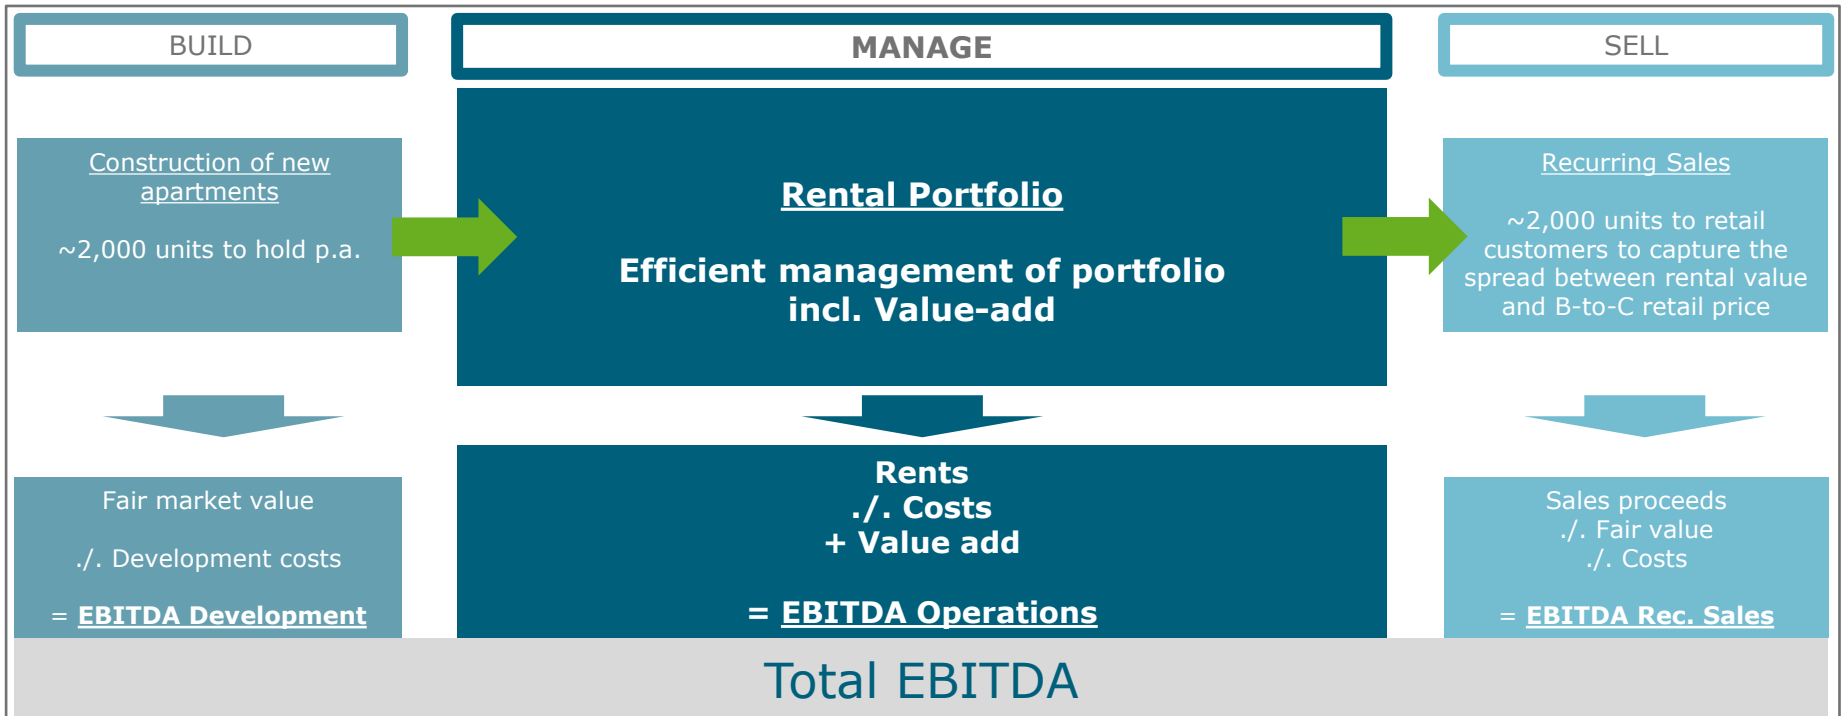 BUILD
Construction of new
apartments
~2,000 units to hold p.a.
Fair market value
./. Development costs
= EBITDA Development
MANAGE
Rental Portfolio
Efficient management of portfolio
incl. Value-add
Rents
./. Costs
+ Value add
= EBITDA Operations
SELL
Recurring Sales
~2,000 units to retail
customers to capture the
spread between rental value
and B-to-C retail price
Sales proceeds
./. Fair value
./. Costs
= EBITDA Rec. Sales
Total EBITDA